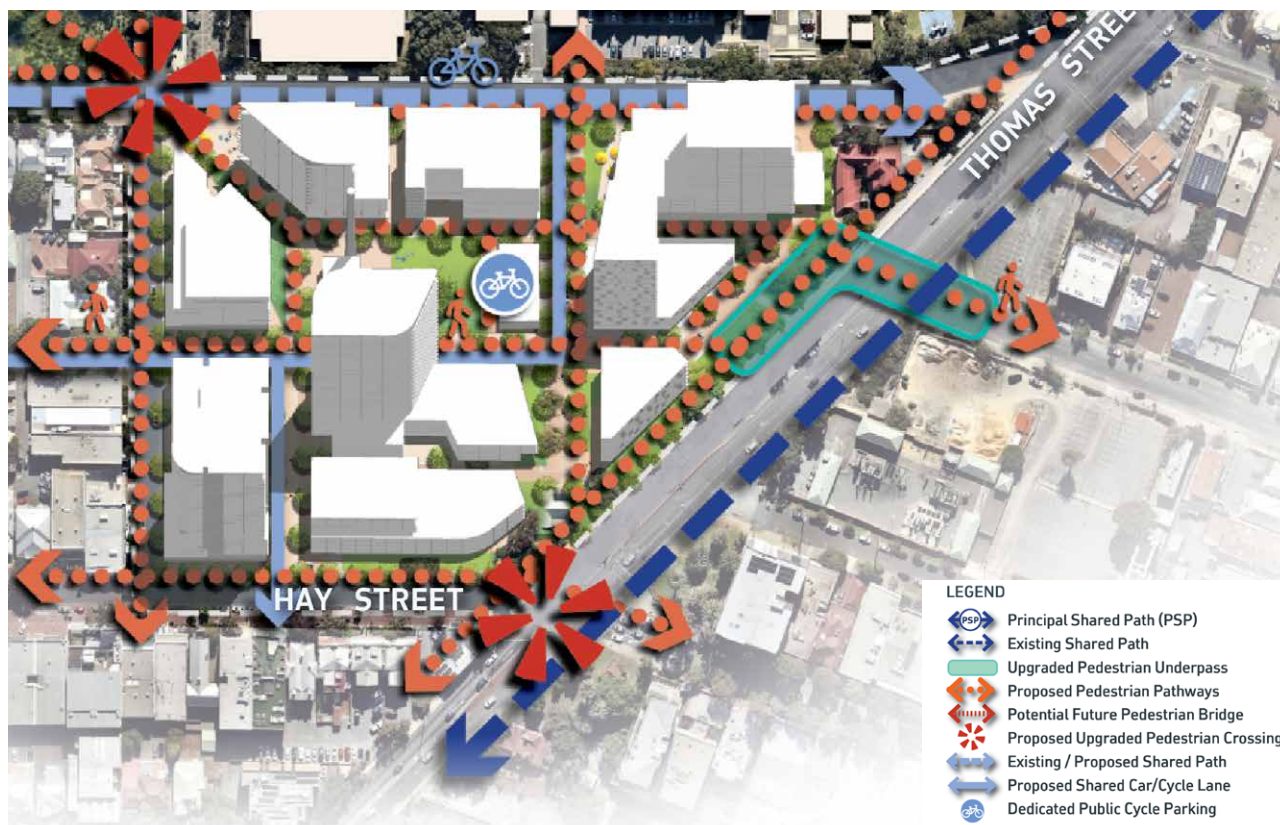 THOMAS STREET
HAY STREET
LEGEND
PSP Principal Shared Path (PSP)
Existing Shared Path
Upgraded Pedestrian Underpass
Proposed Pedestrian Pathways
Potential Future Pedestrian Bridge
Proposed Upgraded Pedestrian Crossing
Existing / Proposed Shared Path
Proposed Shared Car/Cycle Lane
Dedicated Public Cycle Parking